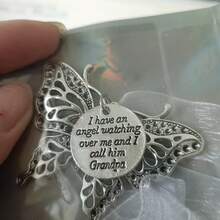 I have an
angel watching
over me and I
call him
Grandpa